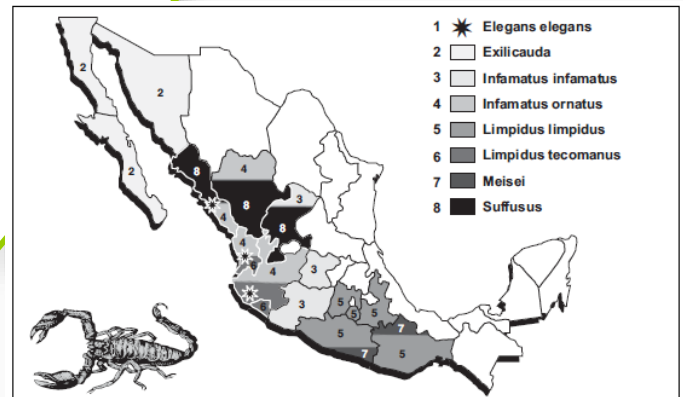 1 Elegans elegans
2 Exilicauda
3 Infamatus infamatus
4 Infamatus ornatus
5 Limpidus limpidus
6 Limpidus tecomanus
7 Meisei
8 Suffusus
2
2
2
8
4
8
3
4
8
4
6
4
3
3
6
5
5
5
7
5
7
5